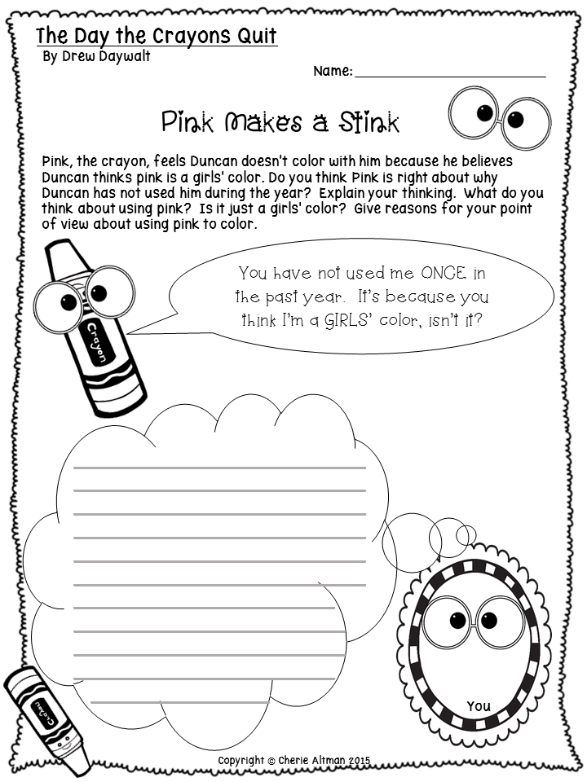 The Day the Crayons Quit
By Drew Daywalt
Name:
Pink Makes a Stink
Pink, the crayon, feels Duncan doesn't color with him because he believes
Duncan thinks pink is a girls' color. Do you think Pink is right about why
Duncan has not used him during the year? Explain your thinking. What do you
think about using pink? Is it just a girls' color? Give reasons for your point
of view about using pink to color.
You have not used me ONCE in
the past year. It's because you
think I'm a GIRLS' color, isn't it?
Crayon
You
Crayon
Copyright © Cherie Altman 2015